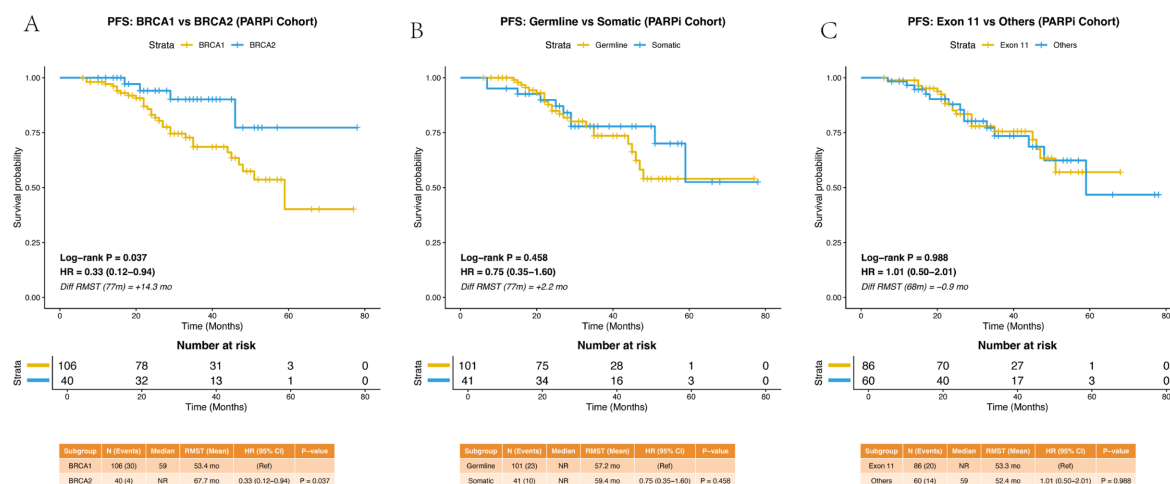 A
PFS: BRCA1 vs BRCA2 (PARPi Cohort)
Strata BRCA1 BRCA2
1.00
0.75
0.50
0.25
0.00
Survival probability
Log−rank P = 0.037
HR = 0.33 (0.12−0.94)
Diff RMST (77m) = +14.3 mo
0 20 40 60 80
Time (Months)
Number at risk
Strata
106 78 31 3 0
40 32 13 1 0
0 20 40 60 80
Time (Months)
Subgroup N (Events) Median RMST (Mean) HR (95% CI) P−value
BRCA1 106 (30) 59 53.4 mo (Ref)
BRCA2 40 (4) NR 67.7 mo 0.33 (0.12−0.94) P = 0.037
B
PFS: Germline vs Somatic (PARPi Cohort)
Strata Germline Somatic
1.00
0.75
0.50
0.25
0.00
Survival probability
Log−rank P = 0.458
HR = 0.75 (0.35−1.60)
Diff RMST (77m) = +2.2 mo
0 20 40 60 80
Time (Months)
Number at risk
Strata
101 75 28 1 0
41 34 16 3 0
0 20 40 60 80
Time (Months)
Subgroup N (Events) Median RMST (Mean) HR (95% CI) P−value
Germline 101 (23) NR 57.2 mo (Ref)
Somatic 41 (10) NR 59.4 mo 0.75 (0.35−1.60) P = 0.458
C
PFS: Exon 11 vs Others (PARPi Cohort)
Strata Exon 11 Others
1.00
0.75
0.50
0.25
0.00
Survival probability
Log−rank P = 0.988
HR = 1.01 (0.50−2.01)
Diff RMST (68m) = −0.9 mo
0 20 40 60 80
Time (Months)
Number at risk
Strata
86 70 27 1 0
60 40 17 3 0
0 20 40 60 80
Time (Months)
Subgroup N (Events) Median RMST (Mean) HR (95% CI) P−value
Exon 11 86 (20) NR 53.3 mo (Ref)
Others 60 (14) 59 52.4 mo 1.01 (0.50−2.01) P = 0.988